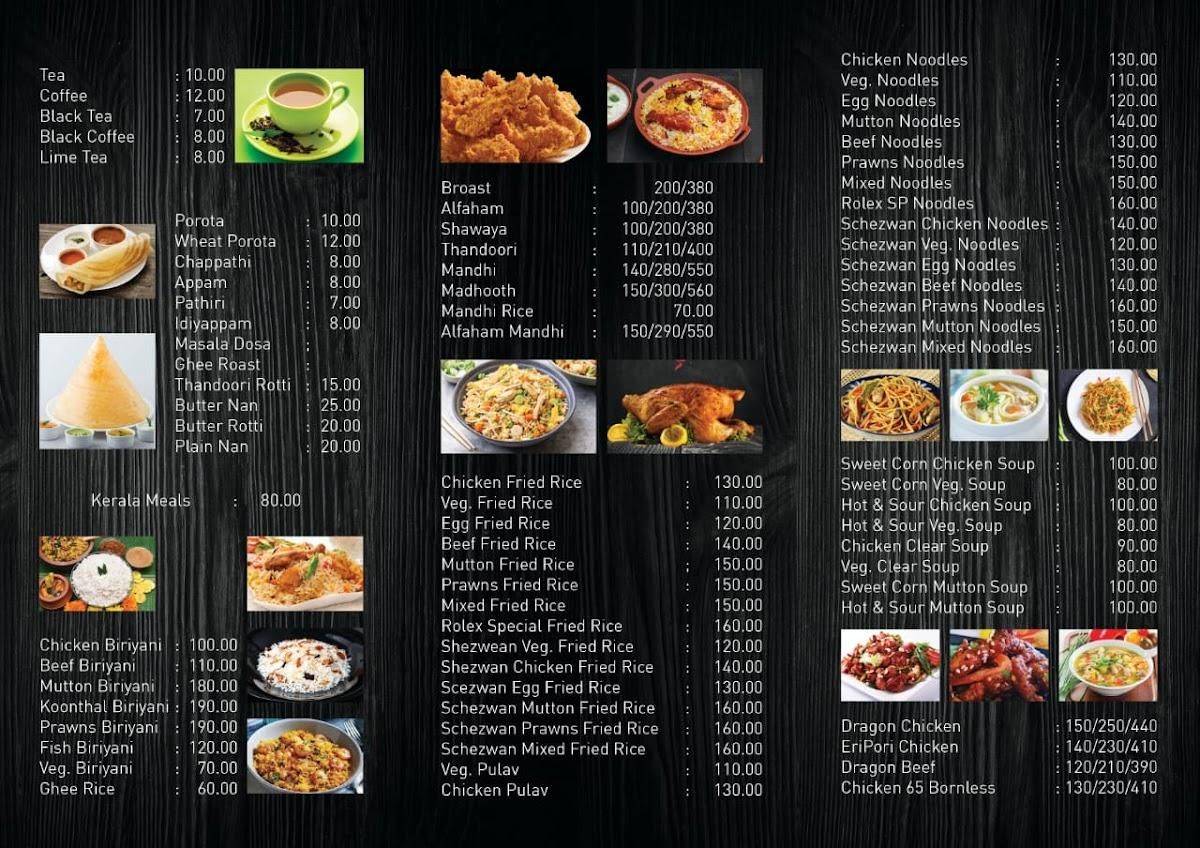 Tea : 10.00
Coffee : 12.00
Black Tea : 7.00
Black Coffee : 8.00
Lime Tea : 8.00
Porota : 10.00
Wheat Porota : 12.00
Chappathi : 8.00
Appam : 8.00
Pathiri : 7.00
Idiyappam : 8.00
Masala Dosa ;
Ghee Roast :
Thandoori Rotti : 15.00
Butter Nan : 25.00
Butter Rotti : 20.00
Plain Nan : 20.00
Kerala Meals : 80.00
Chicken Biriyani : 100.00
Beef Biriyani : 110.00
Mutton Biriyani : 180.00
Koonthal Biriyani : 190.00
Prawns Biriyani : 190.00
Fish Biriyani : 120.00
Veg. Biriyani : 70.00
Ghee Rice : 60.00
Broast : 200/380
Alfaham : 100/200/380
Shawaya : 100/200/380
Thandoori : 110/210/400
Mandhi : 140/280/550
Madhooth : 150/300/560
Mandhi Rice : 70.00
Alfaham Mandhi : 150/290/550
Chicken Fried Rice : 130.00
Veg. Fried Rice : 110.00
Egg Fried Rice : 120.00
Beef Fried Rice : 140.00
Mutton Fried Rice ; 150.00
Prawns Fried Rice : 150.00
Mixed Fried Rice : 150.00
Rolex Special Fried Rice : 160.00
Shezwean Veg. Fried Rice : 120.00
Shezwan Chicken Fried Rice : 140.00
Scezwan Egg Fried Rice : 130.00
Schezwan Mutton Fried Rice : 160.00
Schezwan Prawns Fried Rice : 160.00
Schezwan Mixed Fried Rice : 160.00
Veg. Pulav : 110.00
Chicken Pulav : 130.00
Chicken Noodles : 130.00
Veg. Noodles : 110.00
Egg Noodles : 120.00
Mutton Noodles : 140.00
Beef Noodles : 130.00
Prawns Noodles : 150.00
Mixed Noodles : 150.00
Rolex SP Noodles : 160.00
Schezwan Chicken Noodles : 140.00
Schezwan Veg. Noodles : 120.00
Schezwan Egg Noodles : 130.00
Schezwan Beef Noodles : 140.00
Schezwan Prawns Noodles : 160.00
Schezwan Mutton Noodles : 150.00
Schezwan Mixed Noodles : 160.00
Sweet Corn Chicken Soup : 100.00
Sweet Corn Veg. Soup : 80.00
Hot & Sour Chicken Soup : 100.00
Hot & Sour Veg. Soup : 80.00
Chicken Clear Soup : 90.00
Veg. Clear Soup : 80.00
Sweet Corn Mutton Soup : 100.00
Hot & Sour Mutton Soup : 100.00
Dragon Chicken : 150/250/440
EriPori Chicken : 140/230/410
Dragon Beef : 120/210/390
Chicken 65 Bornless : 130/230/410